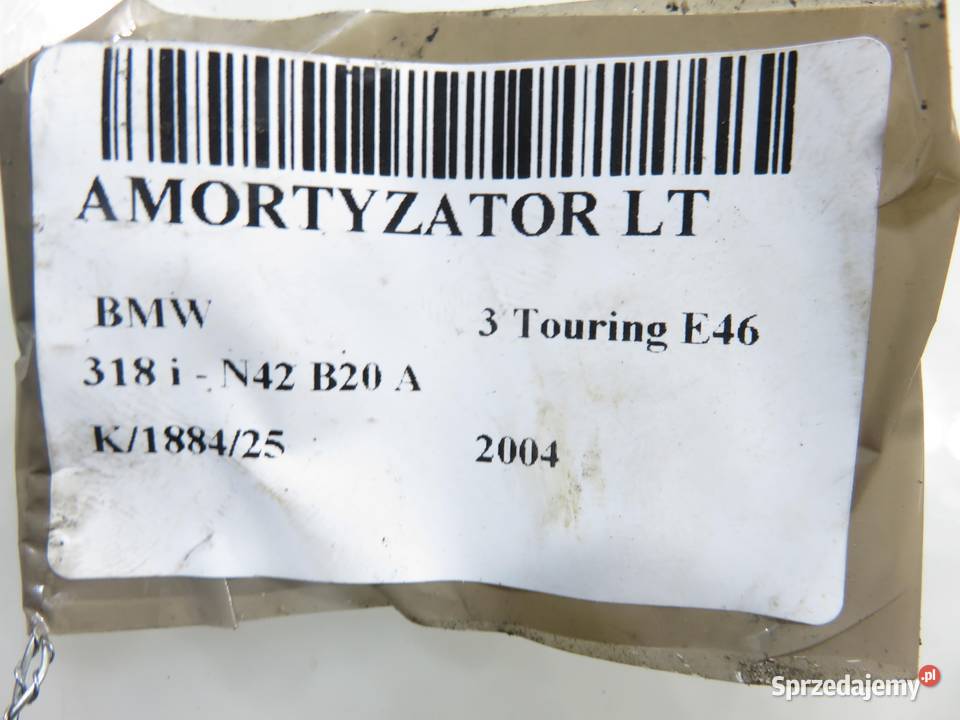 AMORTYZATOR LT
BMW 3 Touring E46
318 i - N42 B20 A
K/1884/25 2004
Sprzedajemy.pl